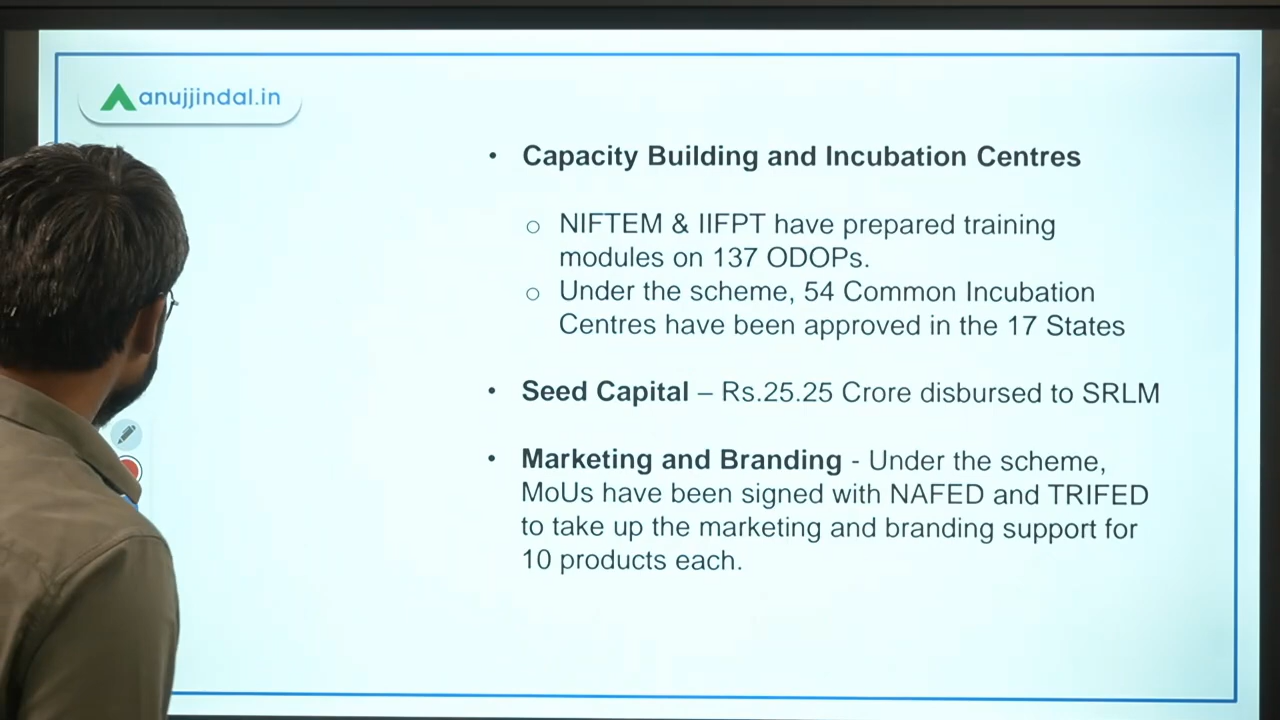 anujjindal.in
• Capacity Building and Incubation Centres
o NIFTEM & IIFPT have prepared training
modules on 137 ODOPs.
o Under the scheme, 54 Common Incubation
Centres have been approved in the 17 States
• Seed Capital – Rs.25.25 Crore disbursed to SRLM
• Marketing and Branding - Under the scheme,
MoUs have been signed with NAFED and TRIFED
to take up the marketing and branding support for
10 products each.